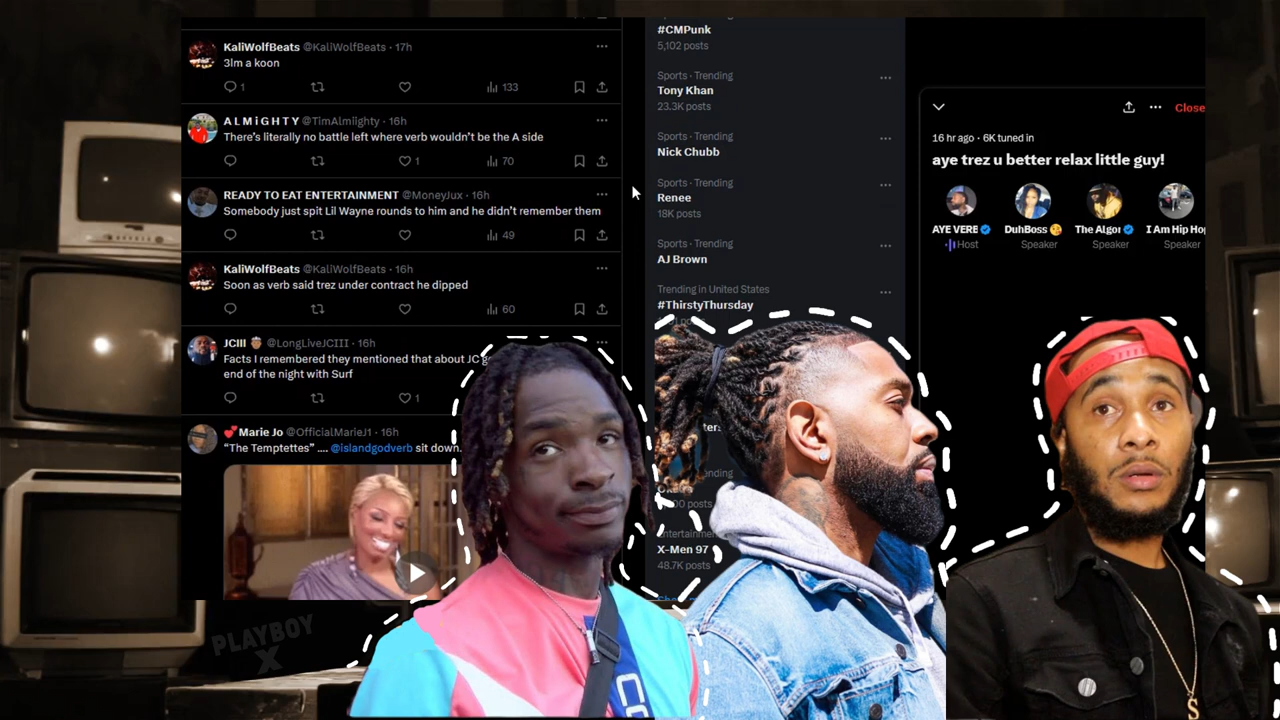 KaliWolfBeats @KaliWolfBeats · 17h
3lm a koon
1
133
A L M i G H T Y @TimAlmiighty · 16h
There's literally no battle left where verb wouldn't be the A side
1
70
READY TO EAT ENTERTAINMENT @MoneyJux · 16h
Somebody just spit Lil Wayne rounds to him and he didn't remember them
49
KaliWolfBeats @KaliWolfBeats · 16h
Soon as verb said trez under contract he dipped
60
JCIII @LongLiveJCIII · 16h
Facts I remembered they mentioned that about JC
end of the night with Surf
1
Marie Jo @OfficialMarieJ1 · 16h
"The Temptettes" .... @islandgodverb sit down.
PLAYBOY
X
#CMPunk
5,102 posts
Sports · Trending
Tony Khan
23.3K posts
Sports · Trending
Nick Chubb
Sports · Trending
Renee
18K posts
Sports · Trending
AJ Brown
Trending in United States
#ThirstyThursday
X-Men 97
48.7K posts
Close
16 hr ago · 6K tuned in
aye trez u better relax little guy!
AYE VERB DuhBoss The Algor I Am Hip Hop
Host Speaker Speaker Speaker